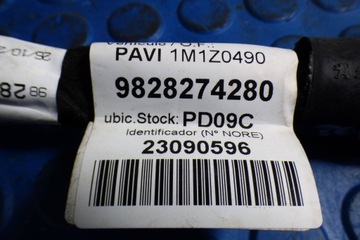 PAVI 1M1Z0490
9828274280
ubic.Stock: PD09C
Identificador (Nº NORE)
23090596